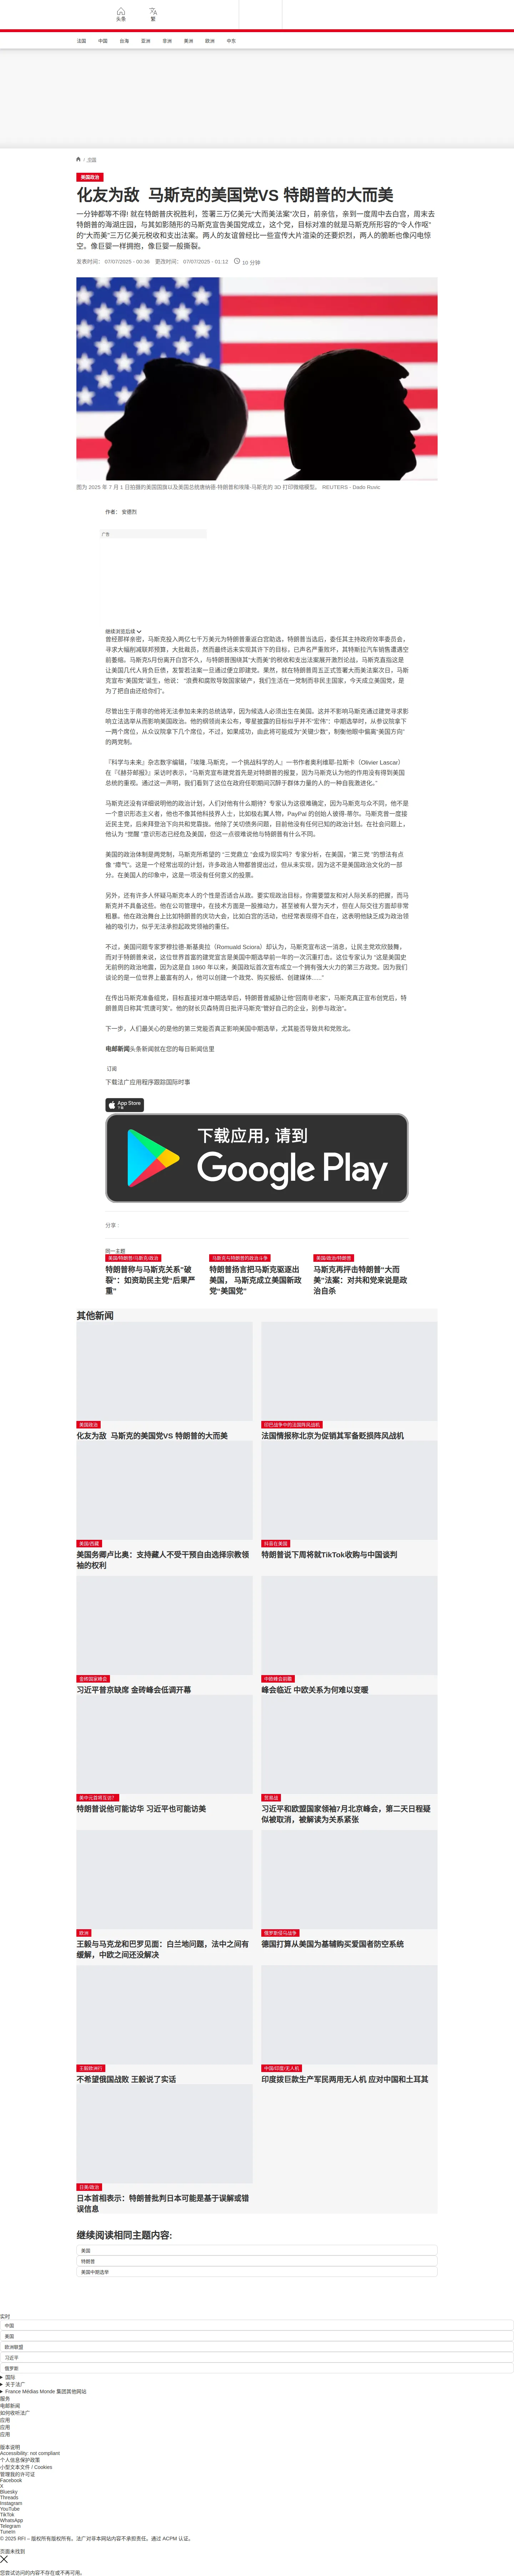 头条
繁
法国
中国
台海
亚洲
非洲
美洲
欧洲
中东
/ 寻踪
美国政治
化友为敌 马斯克的美国党VS 特朗普的大而美
一分钟都等不得! 就在特朗普庆祝胜利，签署三万亿美元“大而美法案”次日，前亲信，亲到一度周中去白宫，周末去
特朗普的海湖庄园，与其如影随形的马斯克宣告美国党成立，这个党，目标对准的就是马斯克所形容的“令人作呕”
的“大而美”三万亿美元税收和支出法案。两人的友谊曾经比一些宣传大片渲染的还要炽烈，两人的脆断也像闪电惊
空。像巨婴一样拥抱，像巨婴一般撕裂。
发表时间： 07/07/2025 - 00:36 更改时间： 07/07/2025 - 01:12 10 分钟
图为 2025 年 7 月 1 日拍摄的美国国旗以及美国总统唐纳德-特朗普和埃隆-马斯克的 3D 打印微缩模型。 REUTERS - Dado Ruvic
作者： 安德烈
广告
继续浏览后续
曾经那样亲密，马斯克投入两亿七千万美元为特朗普重返白宫助选，特朗普当选后，委任其主持政府效率委员会，
寻求大幅削减联邦预算，大批裁员，然而最终远未实现其许下的目标，已声名严重败坏，其特斯拉汽车销售遭遇空
前萎缩。马斯克5月份离开白宫不久，与特朗普围绕其“大而美”的税收和支出法案展开激烈论战，马斯克直指这是
让美国几代人背负巨债，发誓若法案一旦通过便立即建党。果然，就在特朗普周五正式签署大而美法案次日，马斯
克宣布“美国党”诞生，他说： “浪费和腐败导致国家破产，我们生活在一党制而非民主国家，今天成立美国党，是
为了把自由还给你们”。
尽管出生于南非的他将无法参加未来的总统选举，因为候选人必须出生在美国。这并不影响马斯克通过建党寻求影
响立法选举从而影响美国政治。他的纲领尚未公布，零星披露的目标似乎并不“宏伟”：中期选举时，从参议院拿下
一两个席位，从众议院拿下几个席位，不过，如果成功，由此将可能成为“关键少数”，制衡他眼中偏离“美国方向”
的两党制。
『科学与未来』杂志数字编辑，『埃隆.马斯克，一个挑战科学的人』一书作者奥利维耶-拉斯卡（Olivier Lascar）
在『《赫芬邮报》』采访时表示，“马斯克宣布建党首先是对特朗普的报复，因为马斯克认为他的作用没有得到美国
总统的重视。通过这一声明，我们看到了这位在政府任职期间沉醉于群体力量的人的一种自我激进化。”
马斯克还没有详细说明他的政治计划，人们对他有什么期待？专家认为这很难确定，因为马斯克与众不同，他不是
一个意识形态主义者，他也不像其他科技界人士，比如极右翼人物，PayPal 的创始人彼得-蒂尔。马斯克曾一度接
近民主党，后来拜登治下向共和党靠拢。他除了关切债务问题，目前他没有任何已知的政治计划。在社会问题上，
他认为 “觉醒 ”意识形态已经危及美国，但这一点很难说他与特朗普有什么不同。
美国的政治体制是两党制，马斯克所希望的 “三党鼎立 ”会成为现实吗？专家分析，在美国，“第三党 ”的想法有点
像 “瘴气”。这是一个经常出现的计划，许多政治人物都曾提出过，但从未实现，因为这不是美国政治文化的一部
分。在美国人的印象中，这是一项没有任何意义的投票。
另外，还有许多人怀疑马斯克本人的个性是否适合从政。要实现政治目标，你需要盟友和对人际关系的把握，而马
斯克并不具备这些。他在公司管理中，在技术方面是一股推动力，甚至被有人誉为天才，但在人际交往方面却非常
粗暴。他在政治舞台上比如特朗普的庆功大会，比如白宫的活动，也经常表现得不自在，这表明他缺乏成为政治领
袖的吸引力，似乎无法承担起政党领袖的重任。
不过，美国问题专家罗穆拉德-斯基奥拉（Romuald Sciora）却认为，马斯克宣布这一消息，让民主党欢欣鼓舞，
而对于特朗普来说，这位世界首富的建党宣言是美国中期选举前一年的一次沉重打击。这位专家认为 “这是美国史
无前例的政治地震，因为这是自 1860 年以来，美国政坛首次宣布成立一个拥有强大火力的第三方政党。因为我们
谈论的是一位世界上最富有的人，他可以创建一个政党、购买报纸、创建媒体......”
在传出马斯克准备组党，目标直接对准中期选举后，特朗普曾威胁让他“回南非老家”，马斯克真正宣布创党后，特
朗普周日称其“荒唐可笑”。他的财长贝森特周日批评马斯克“管好自己的企业，别参与政治”。
下一步，人们最关心的是他的第三党能否真正影响美国中期选举，尤其能否导致共和党败北。
电邮新闻头条新闻就在您的每日新闻信里
订阅
下载法广应用程序跟踪国际时事
App Store
下载
下载应用，请到
Google Play
分享 :
同一主题
美国/特朗普/马斯克/政治
特朗普称与马斯克关系“破
裂”：如资助民主党“后果严
重”
马斯克与特朗普的政治斗争
特朗普扬言把马斯克驱逐出
美国， 马斯克成立美国新政
党“美国党”
美国/政治/特朗普
马斯克再抨击特朗普“大而
美”法案：对共和党来说是政
治自杀
其他新闻
美国政治
化友为敌 马斯克的美国党VS 特朗普的大而美
印巴战争中的法国阵风战机
法国情报称北京为促销其军备贬损阵风战机
美国/西藏
美国务卿卢比奥：支持藏人不受干预自由选择宗教领
袖的权利
抖音在美国
特朗普说下周将就TikTok收购与中国谈判
金砖国家峰会
习近平普京缺席 金砖峰会低调开幕
中欧峰会前瞻
峰会临近 中欧关系为何难以变暖
美中元首将互访？
特朗普说他可能访华 习近平也可能访美
贸易战
习近平和欧盟国家领袖7月北京峰会，第二天日程疑
似被取消，被解读为关系紧张
欧洲
王毅与马克龙和巴罗见面：白兰地问题，法中之间有
缓解，中欧之间还没解决
俄罗斯侵乌战争
德国打算从美国为基辅购买爱国者防空系统
王毅欧洲行
不希望俄国战败 王毅说了实话
中国/印度/无人机
印度拨巨款生产军民两用无人机 应对中国和土耳其
日美/政治
日本首相表示：特朗普批判日本可能是基于误解或错
误信息
继续阅读相同主题内容:
美国
特朗普
美国中期选举
实时
中国
美国
欧洲联盟
习近平
俄罗斯
国际
关于法广
France Médias Monde 集团其他网站
服务
电邮新闻
如何收听法广
应用
应用
应用
版本说明
Accessibility: not compliant
个人信息保护政策
小型文本文件 / Cookies
管理我的许可证
Facebook
X
Bluesky
Threads
Instagram
YouTube
TikTok
WhatsApp
Telegram
TuneIn
© 2025 RFI – 版权所有版权所有。法广对非本网站内容不承担责任。通过 ACPM 认证。
页面未找到
您尝试访问的内容不存在或不再可用。